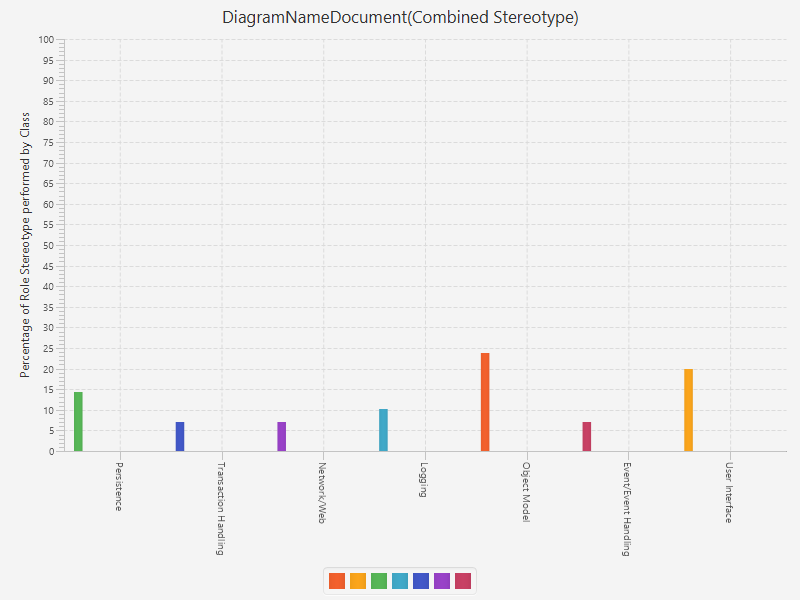 DiagramNameDocument(Combined Stereotype)
Percentage of Role Stereotype performed by Class
100
95
90
85
80
75
70
65
60
55
50
45
40
35
30
25
20
15
10
5
0
Persistence
Transaction Handling
Network/Web
Logging
Object Model
Event/Event Handling
User Interface